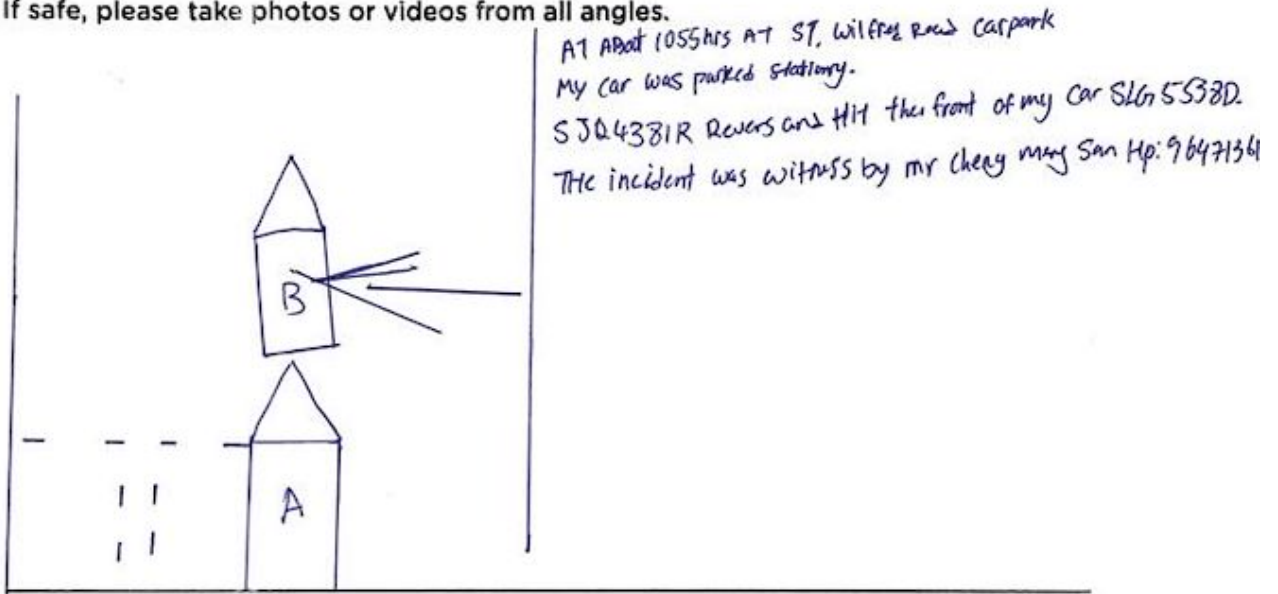 If safe, please take photos or videos from all angles.
AT ABout 1055hrs AT ST. Wilfred Road Carpark
My car was parked stationary.
SJQ4381R Revers and Hit the front of my car SLG5538D.
THe incident was witness by mr Cheng San Hp:
B
A